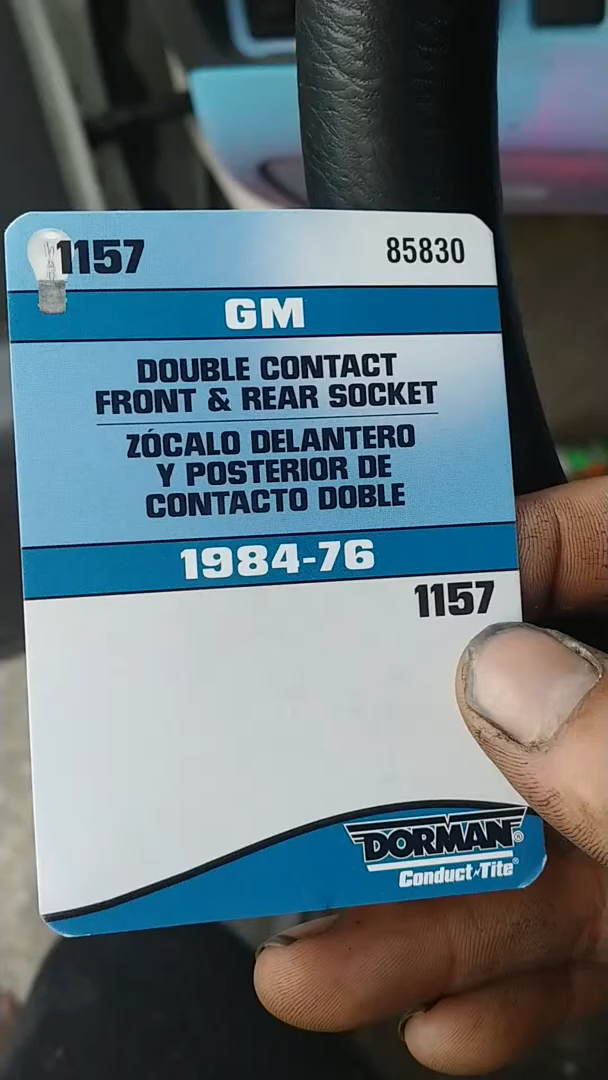 1157 85830
GM
DOUBLE CONTACT
FRONT & REAR SOCKET
ZÓCALO DELANTERO
Y POSTERIOR DE
CONTACTO DOBLE
1984-76
1157
DORMAN®
Conduct-Tite®